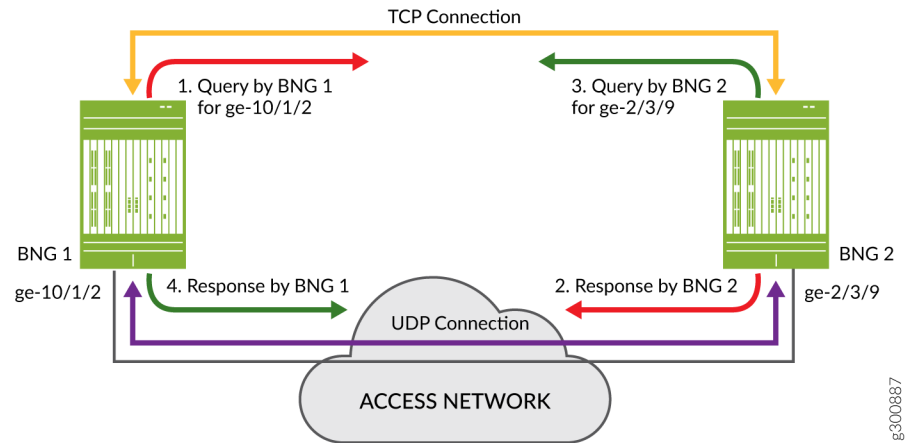 TCP Connection
1. Query by BNG 1
for ge-10/1/2
3. Query by BNG 2
for ge-2/3/9
BNG 1
ge-10/1/2
BNG 2
ge-2/3/9
4. Response by BNG 1
2. Response by BNG 2
UDP Connection
ACCESS NETWORK
g300887